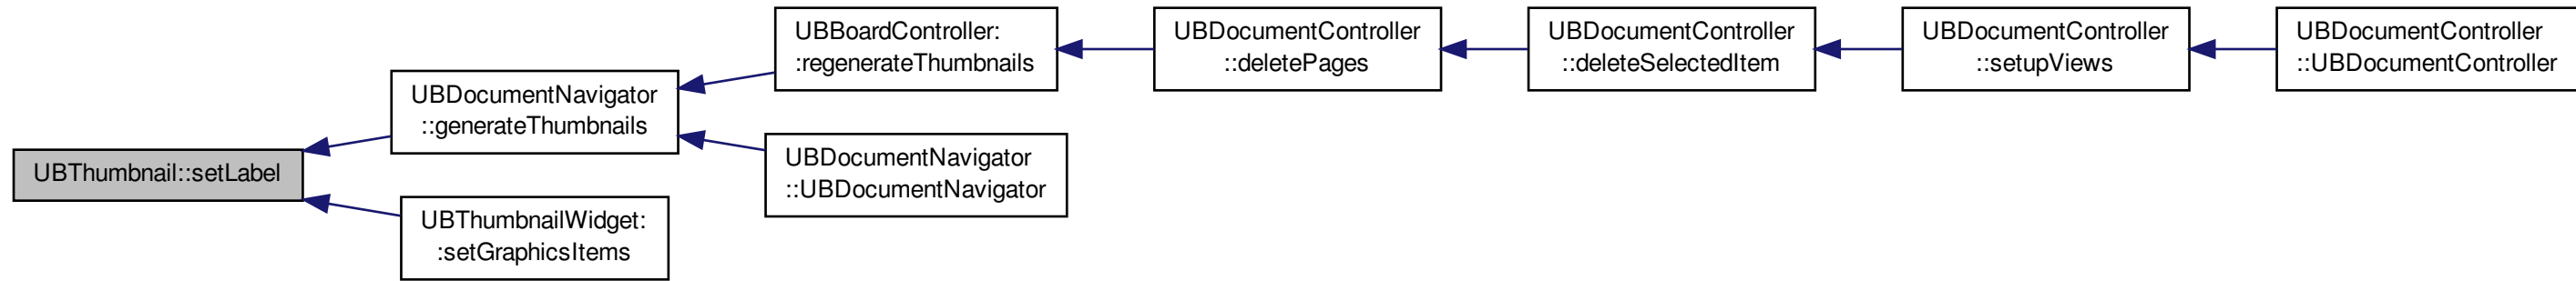 UBThumbnail::setLabel
UBDocumentNavigator
::generateThumbnails
UBThumbnailWidget:
:setGraphicsItems
UBBoardController:
:regenerateThumbnails
UBDocumentNavigator
::UBDocumentNavigator
UBDocumentController
::deletePages
UBDocumentController
::deleteSelectedItem
UBDocumentController
::setupViews
UBDocumentController
::UBDocumentController